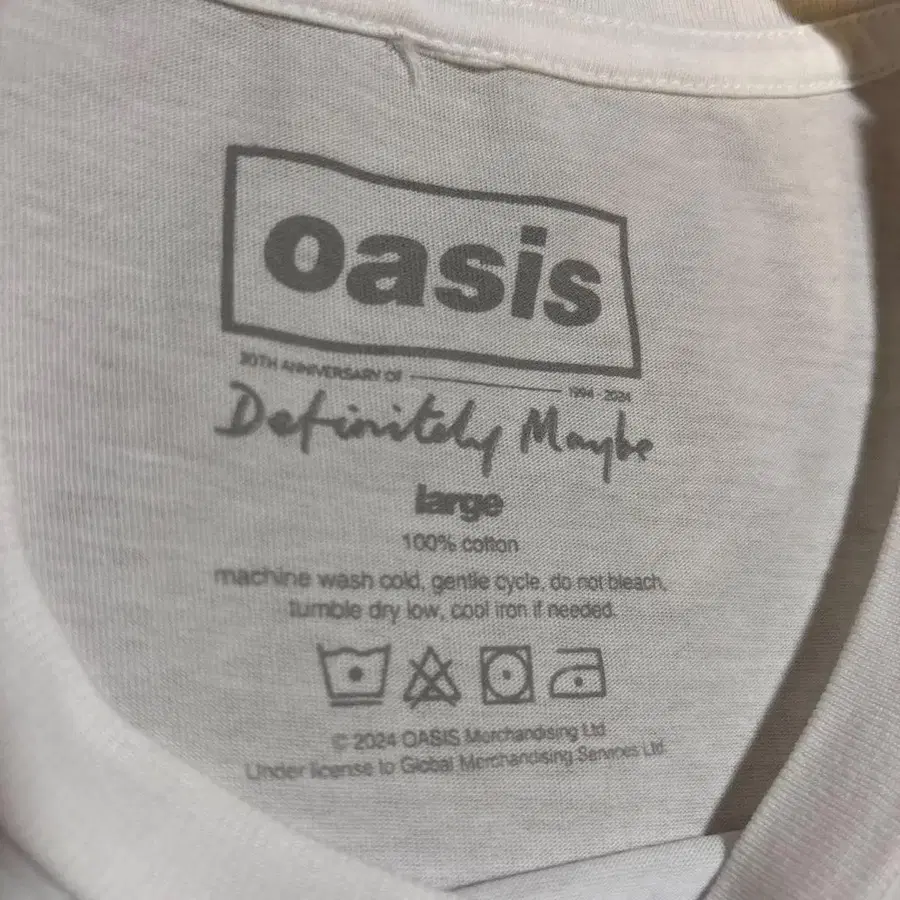 oasis
30TH ANNIVERSARY OF 1994 - 2024
Definitely Maybe
large
100% cotton
machine wash cold, gentle cycle, do not bleach,
tumble dry low, cool iron if needed.
© 2024 OASIS Merchandising Ltd
Under license to Global Merchandising Services Ltd